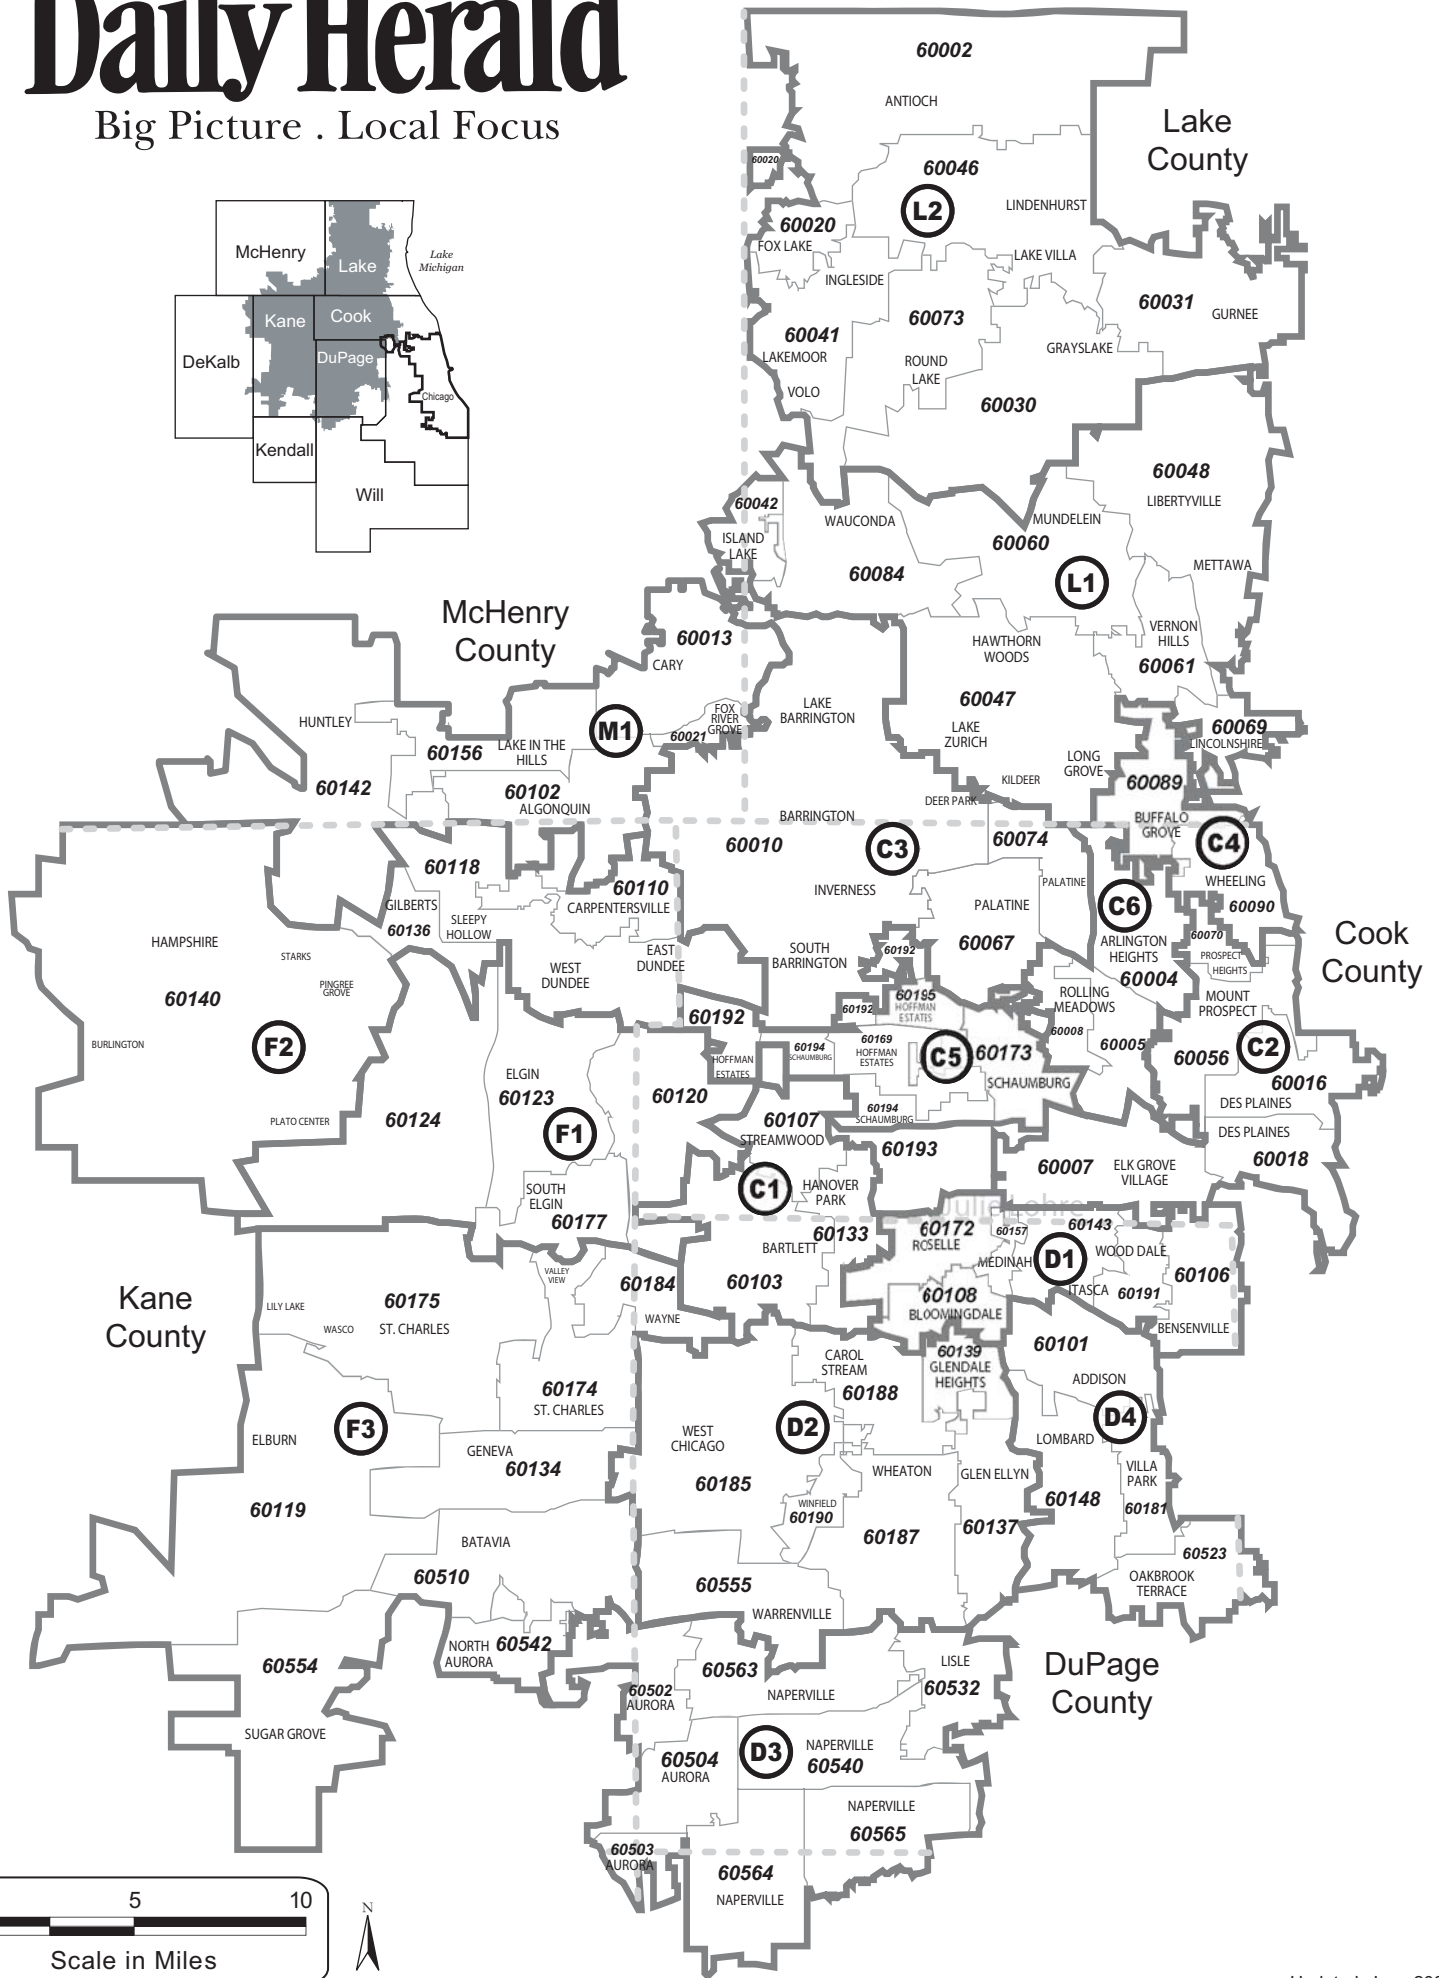 Daily Herald
Big Picture . Local Focus
McHenry
Lake
Lake
Michigan
Kane
Cook
DeKalb
DuPage
Chicago
Kendall
Will
60002
ANTIOCH
Lake
County
60020
60046
L2
LINDENHURST
60020
FOX LAKE
LAKE VILLA
INGLESIDE
60031
GURNEE
60073
60041
LAKEMOOR
GRAYSLAKE
ROUND
LAKE
VOLO
60030
60048
LIBERTYVILLE
60042
WAUCONDA
MUNDELEIN
60060
ISLAND
LAKE
METTAWA
60084
L1
McHenry
County
60013
CARY
HAWTHORN
WOODS
VERNON
HILLS
60061
60047
LAKE
BARRINGTON
FOX
RIVER
GROVE
60021
M1
HUNTLEY
60156
LAKE IN THE
HILLS
60142
60102
ALGONQUIN
LAKE
ZURICH
60069
LINCOLNSHIRE
LONG
GROVE
KILDEER
60089
DEER PARK
BARRINGTON
BUFFALO
GROVE
60010
C3
60074
C4
WHEELING
60118
60110
CARPENTERSVILLE
GILBERTS
60136
SLEEPY
HOLLOW
INVERNESS
PALATINE
PALATINE
C6
60090
60067
ARLINGTON
HEIGHTS
60070
PROSPECT
HEIGHTS
Cook
County
HAMPSHIRE
STARKS
WEST
DUNDEE
EAST
DUNDEE
SOUTH
BARRINGTON
60192
60004
60140
PINGREE
GROVE
60192
60192
60195
HOFFMAN
ESTATES
ROLLING
MEADOWS
MOUNT
PROSPECT
BURLINGTON
F2
HOFFMAN
ESTATES
60194
SCHAUMBURG
60169
HOFFMAN
ESTATES
C5
60173
SCHAUMBURG
60008
60005
60056
C2
60016
DES PLAINES
ELGIN
60123
60120
PLATO CENTER
60124
F1
60107
STREAMWOOD
60194
SCHAUMBURG
60193
60007
ELK GROVE
VILLAGE
DES PLAINES
60018
SOUTH
ELGIN
60177
C1
HANOVER
PARK
Julie Lohre
60133
BARTLETT
60172
ROSELLE
60157
MEDINAH
60143
D1
WOOD DALE
ITASCA
60191
60106
BENSENVILLE
VALLEY
VIEW
60184
WAYNE
60103
60108
BLOOMINGDALE
Kane
County
LILY LAKE
60175
ST. CHARLES
WASCO
60101
ADDISON
CAROL
STREAM
60188
60139
GLENDALE
HEIGHTS
60174
ST. CHARLES
F3
ELBURN
D2
D4
WEST
CHICAGO
LOMBARD
GENEVA
60134
60185
WHEATON
GLEN ELLYN
VILLA
PARK
60119
WINFIELD
60190
60148
60181
60187
60137
BATAVIA
60510
60555
WARRENVILLE
60523
OAKBROOK
TERRACE
NORTH
AURORA
60542
60554
60563
LISLE
60532
DuPage
County
60502
AURORA
NAPERVILLE
SUGAR GROVE
60504
AURORA
D3
NAPERVILLE
60540
NAPERVILLE
60565
60503
AURORA
60564
NAPERVILLE
5
10
N
Scale in Miles